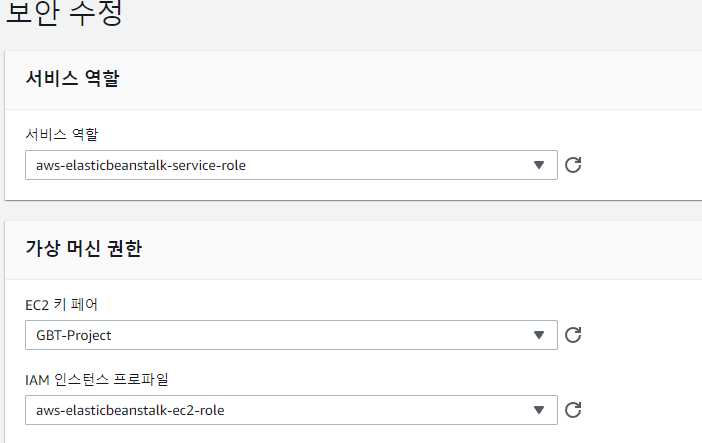 보안 수정
서비스 역할
서비스 역할
aws-elasticbeanstalk-service-role
가상 머신 권한
EC2 키 페어
GBT-Project
IAM 인스턴스 프로파일
aws-elasticbeanstalk-ec2-role